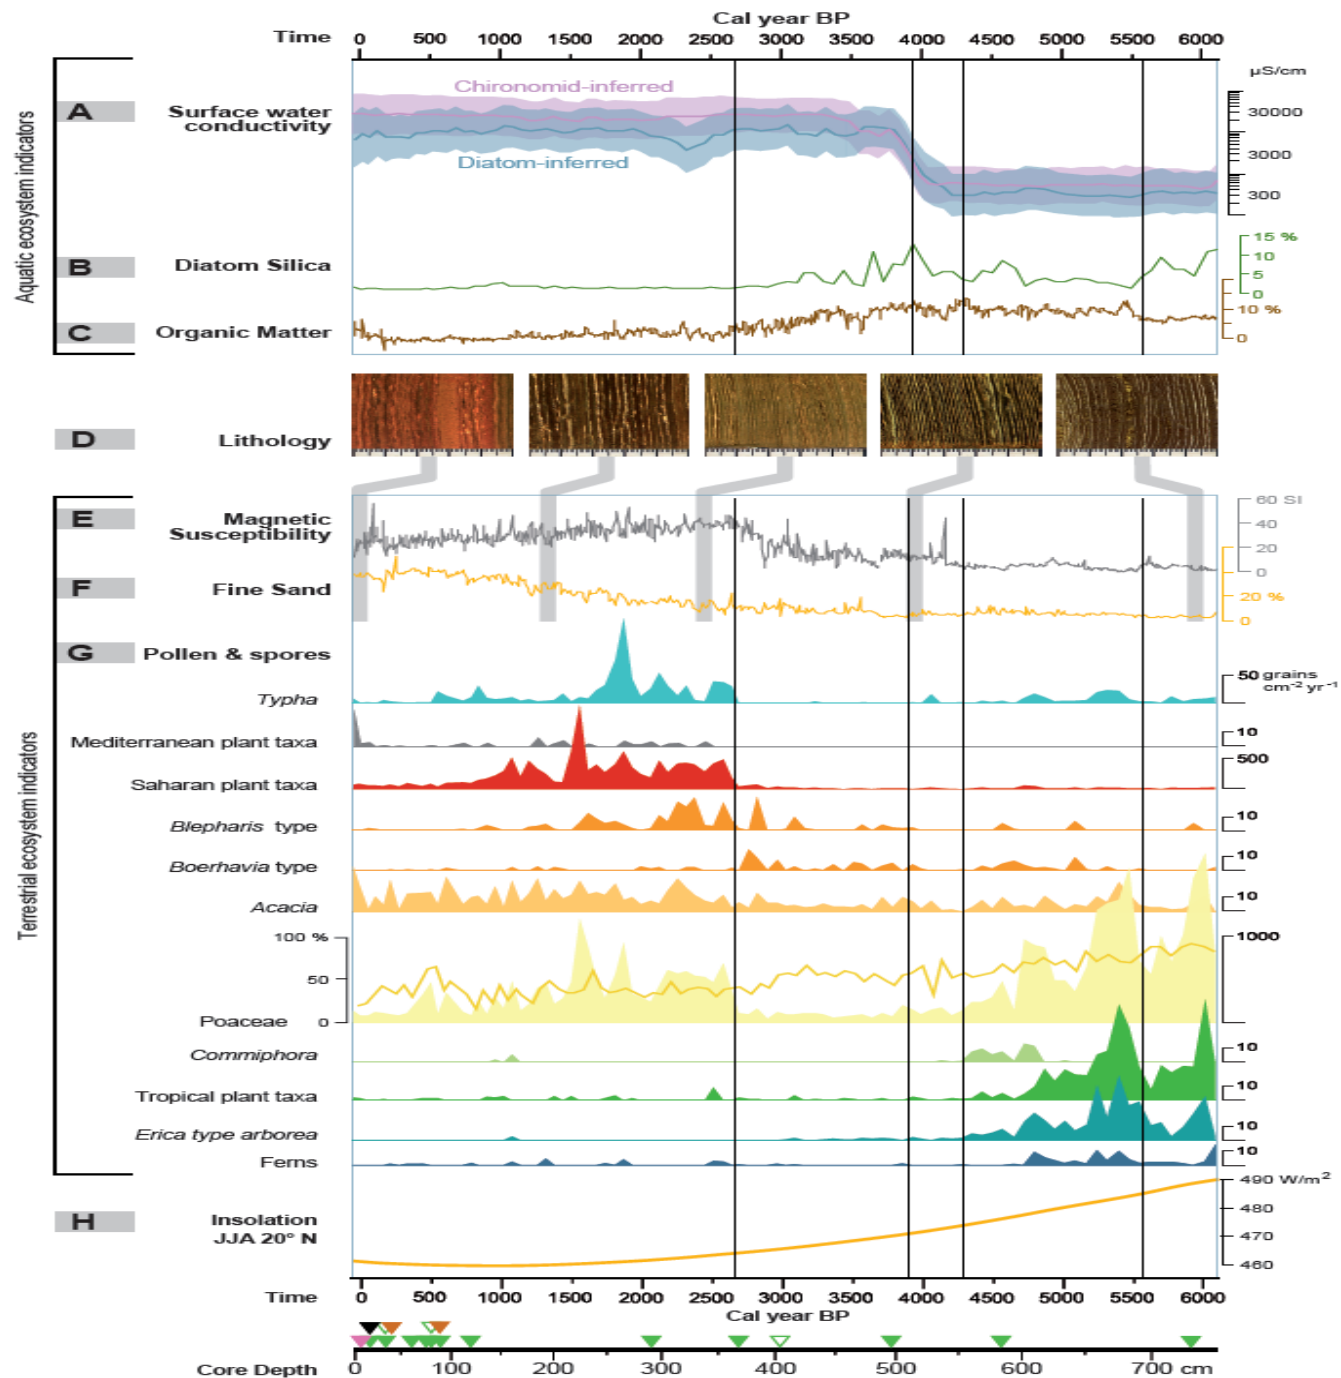 Cal year BP
Time 0 500 1000 1500 2000 2500 3000 3500 4000 4500 5000 5500 6000
µS/cm
Aquatic ecosystem indicators
A Surface water
conductivity
Chironomid-inferred
Diatom-inferred
30000
3000
300
B Diatom Silica
15 %
10
5
0
C Organic Matter
10 %
0
D Lithology
Terrestrial ecosystem indicators
E Magnetic
Susceptibility
60 SI
40
20
0
F Fine Sand
20 %
0
G Pollen & spores
Typha
50 grains
cm⁻² yr⁻¹
Mediterranean plant taxa 10
Saharan plant taxa 500
Blepharis type 10
Boerhavia type 10
Acacia 10
100 %
50
Poaceae 0
1000
Commiphora 10
Tropical plant taxa 10
Erica type arborea 10
Ferns 10
H Insolation
JJA 20° N
490 W/m²
480
470
460
Time 0 500 1000 1500 2000 2500 3000 3500 4000 4500 5000 5500 6000
Cal year BP
Core Depth 0 100 200 300 400 500 600 700 cm